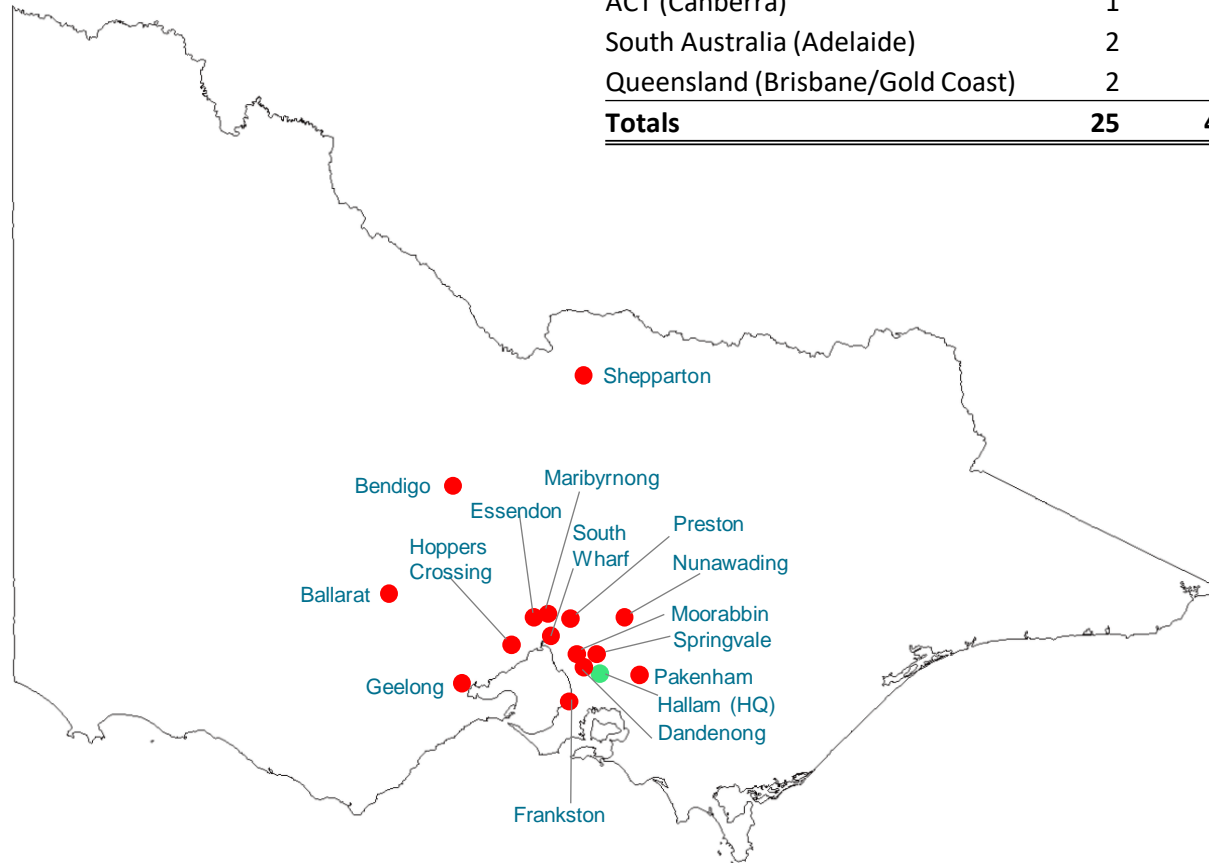 ACT (Canberra) 1
South Australia (Adelaide) 2
Queensland (Brisbane/Gold Coast) 2
Totals 25 4
Shepparton
Maribyrnong
Bendigo
Essendon
South
Wharf
Preston
Hoppers
Crossing
Nunawading
Ballarat
Moorabbin
Springvale
Geelong
Pakenham
Hallam (HQ)
Dandenong
Frankston